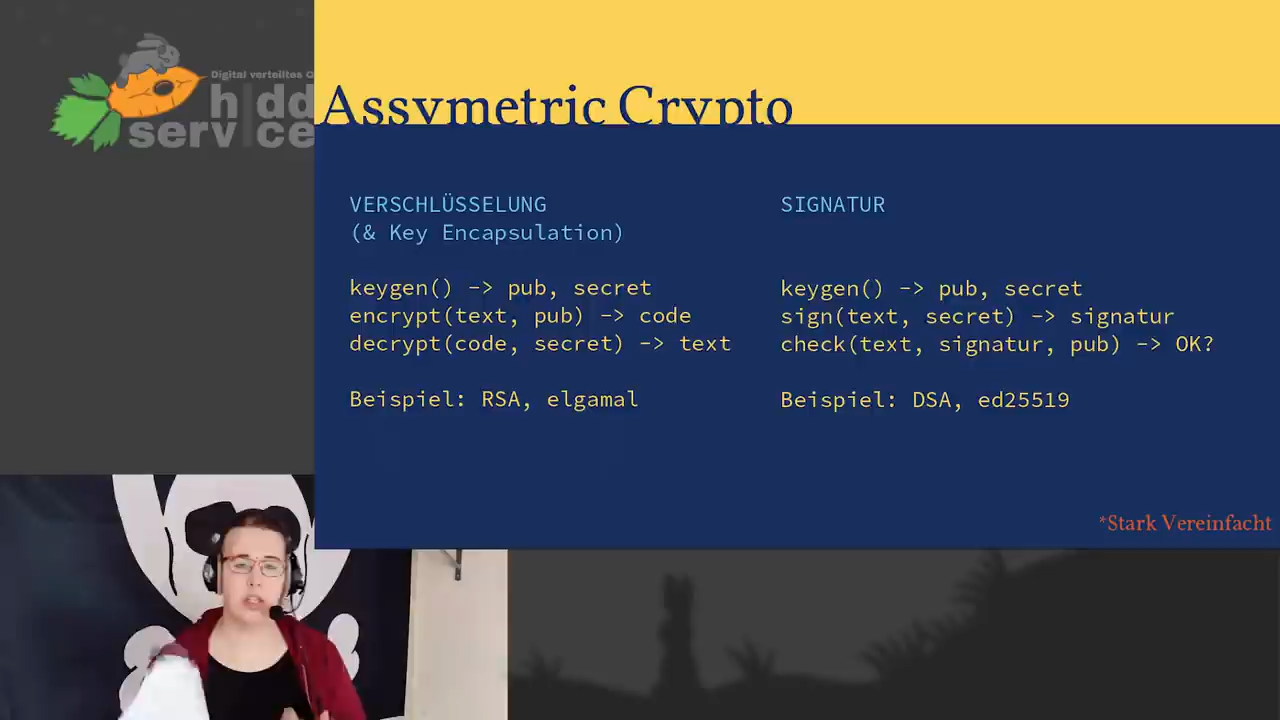 Digital verteiltes O
hidd
service
Assymetric Crypto
VERSCHLÜSSELUNG
(& Key Encapsulation)
keygen() -> pub, secret
encrypt(text, pub) -> code
decrypt(code, secret) -> text
Beispiel: RSA, elgamal
SIGNATUR
keygen() -> pub, secret
sign(text, secret) -> signatur
check(text, signatur, pub) -> OK?
Beispiel: DSA, ed25519
*Stark Vereinfacht